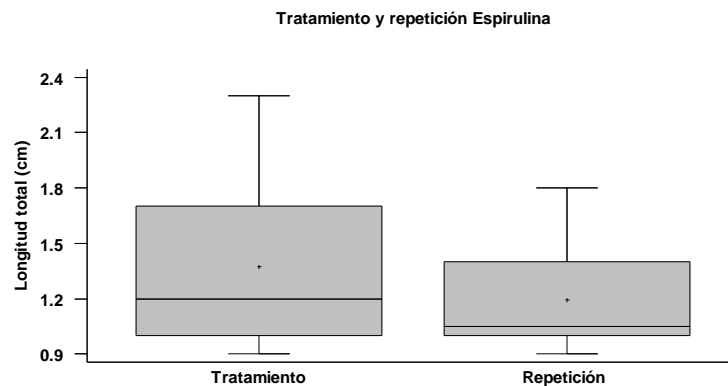 Tratamiento y repetición Espirulina
Longitud total (cm)
2.4
2.1
1.8
1.5
1.2
0.9
Tratamiento
Repetición